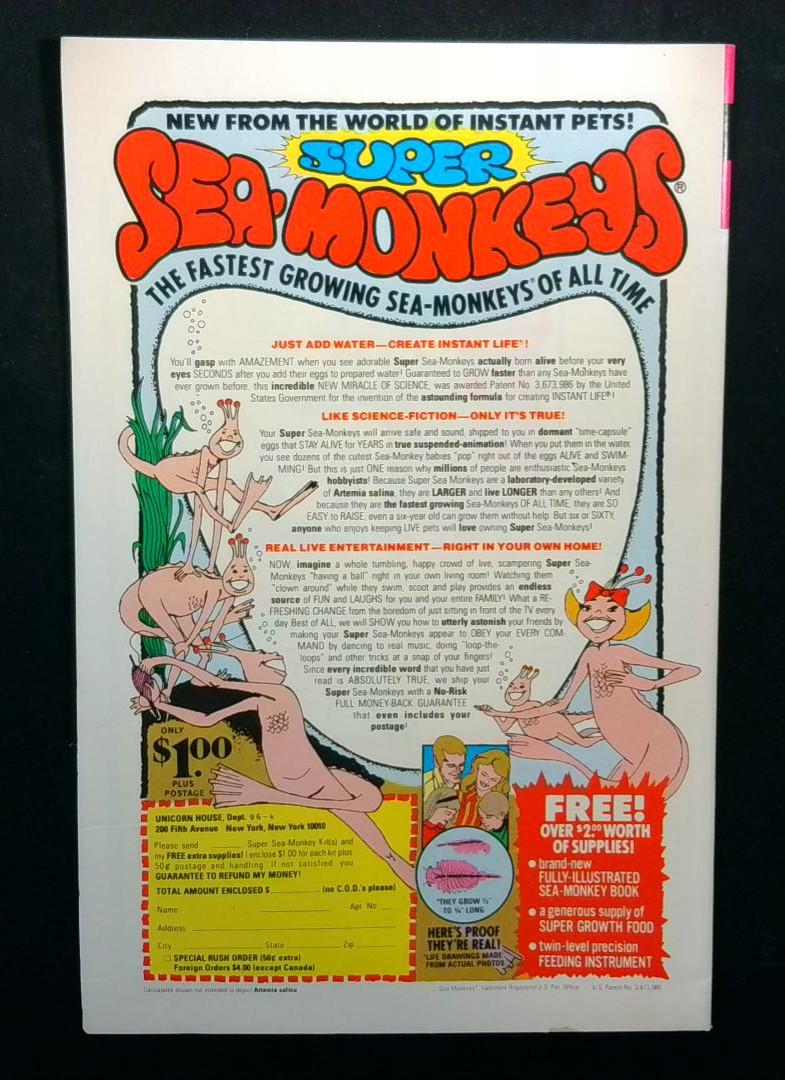 NEW FROM THE WORLD OF INSTANT PETS!
SUPER
SEA-MONKEYS®
THE FASTEST GROWING SEA-MONKEYS® OF ALL TIME
JUST ADD WATER—CREATE INSTANT LIFE®!
You'll gasp with AMAZEMENT when you see adorable Super Sea-Monkeys actually born alive before your very
eyes SECONDS after you add their eggs to prepared water! Guaranteed to GROW faster than any Sea-Monkeys have
ever grown before, this incredible NEW MIRACLE OF SCIENCE, was awarded Patent No. 3,673,986 by the United
States Government for the invention of the astounding formula for creating INSTANT LIFE®!
LIKE SCIENCE-FICTION—ONLY IT'S TRUE!
Your Super Sea-Monkeys will arrive safe and sound, shipped to you in dormant "time-capsule"
eggs that STAY ALIVE for YEARS in true suspended-animation! When you put them in the water,
you see dozens of the cutest Sea-Monkey babies "pop" right out of the eggs ALIVE and SWIM-
MING! But this is just ONE reason why millions of people are enthusiastic Sea-Monkeys
hobbyists! Because Super Sea Monkeys are a laboratory-developed variety
of Artemia salina, they are LARGER and live LONGER than any others! And
because they are the fastest growing Sea-Monkeys OF ALL TIME, they are SO
EASY to RAISE, even a six-year old can grow them without help. But six or SIXTY,
anyone who enjoys keeping LIVE pets will love owning Super Sea-Monkeys!
REAL LIVE ENTERTAINMENT—RIGHT IN YOUR OWN HOME!
NOW, imagine a whole tumbling, happy crowd of live, scampering Super Sea-
Monkeys "having a ball" right in your own living room! Watching them
"clown around" while they swim, scoot and play provides an endless
source of FUN and LAUGHS for you and your entire FAMILY! What a RE-
FRESHING CHANGE from the boredom of just sitting in front of the TV every
day. Best of ALL, we will SHOW you how to utterly astonish your friends by
making your Super Sea-Monkeys appear to OBEY your EVERY COM-
MAND by dancing to real music, doing "loop-the-
loops" and other tricks at a snap of your fingers!
Since every incredible word that you have just
read is ABSOLUTELY TRUE, we ship your
Super Sea-Monkeys with a No-Risk
FULL MONEY-BACK GUARANTEE
that even includes your
postage!
ONLY
$1.00
PLUS
POSTAGE
UNICORN HOUSE, Dept. 96-k
200 Fifth Avenue New York, New York 10010
Please send ______ Super Sea-Monkey Kit(s) and
my FREE extra supplies! I enclose $1.00 for each kit plus
50¢ postage and handling. If not satisfied you
GUARANTEE TO REFUND MY MONEY!
TOTAL AMOUNT ENCLOSED $ ______ (no C.O.D.'s please)
Name ______ Apt No ___
Address ______
City ______ State ______ Zip ______
□ SPECIAL RUSH ORDER (50¢ extra)
Foreign Orders $4.00 (except Canada)
"THEY GROW ½"
TO ¾" LONG
HERE'S PROOF
THEY'RE REAL!
*LIFE DRAWINGS MADE
FROM ACTUAL PHOTOS
FREE!
OVER $2.00 WORTH
OF SUPPLIES!
• brand-new
FULLY-ILLUSTRATED
SEA-MONKEY BOOK
• a generous supply of
SUPER GROWTH FOOD
• twin-level precision
FEEDING INSTRUMENT
Caricatures shown not intended to depict Artemia salina
Sea Monkeys® Trademark Registered U.S. Pat. Office U.S. Patent No. 3,673,986